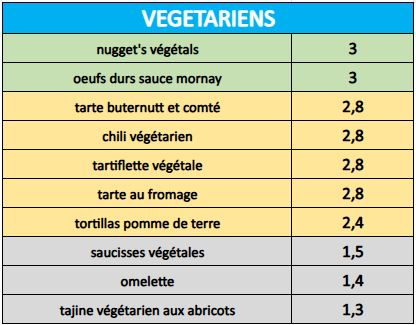 VEGETARIENS
nugget's végétals 3
oeufs durs sauce mornay 3
tarte buternutt et comté 2,8
chili végétarien 2,8
tartiflette végétale 2,8
tarte au fromage 2,8
tortillas pomme de terre 2,4
saucisses végétales 1,5
omelette 1,4
tajine végétarien aux abricots 1,3